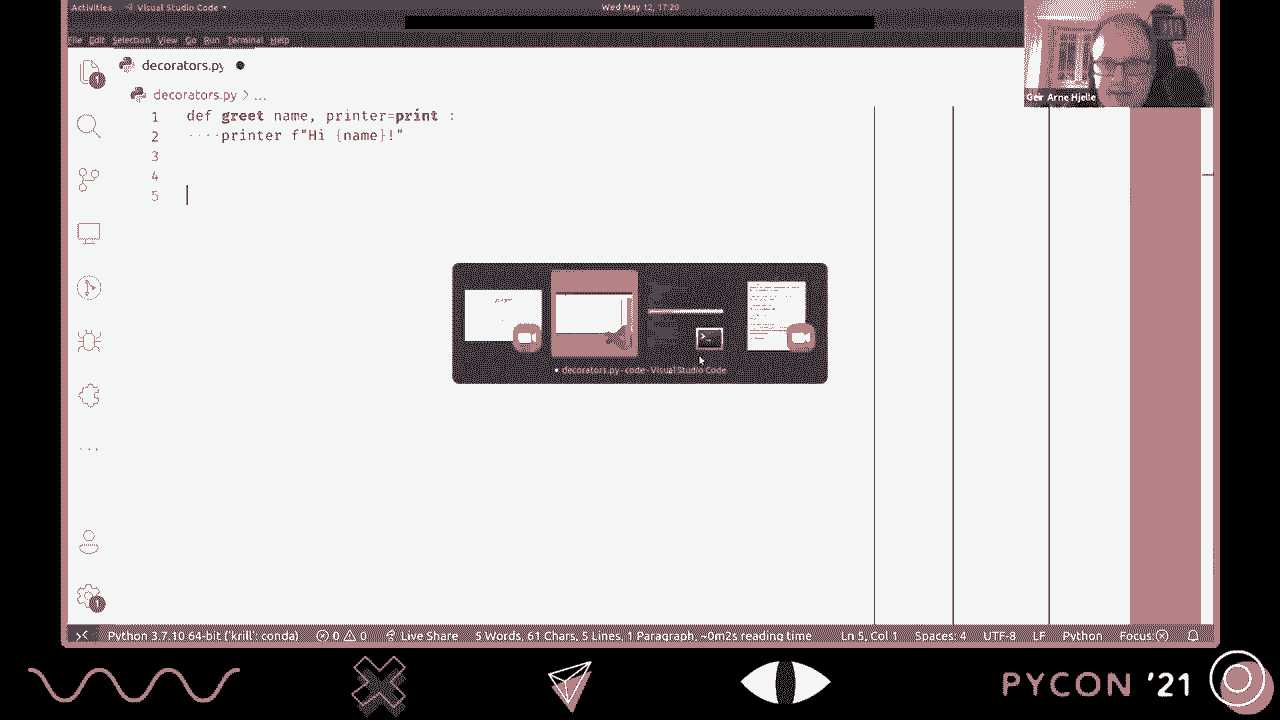 Activities
Visual Studio Code
Wed May 12, 17:20
File Edit Selection View Go Run Terminal Help
Geir Arne Hjelle
1
decorators.py
decorators.py > ...
1 def greet name, printer=print :
2 ····printer f"Hi {name}!"
3
4
5
• decorators.py - code - Visual Studio Code
...
1
Python 3.7.10 64-bit ('krill': conda)
0 0
Live Share
5 Words, 61 Chars, 5 Lines, 1 Paragraph, ~0m2s reading time
Ln 5, Col 1
Spaces: 4
UTF-8
LF
Python
Focus:
PYCON '21